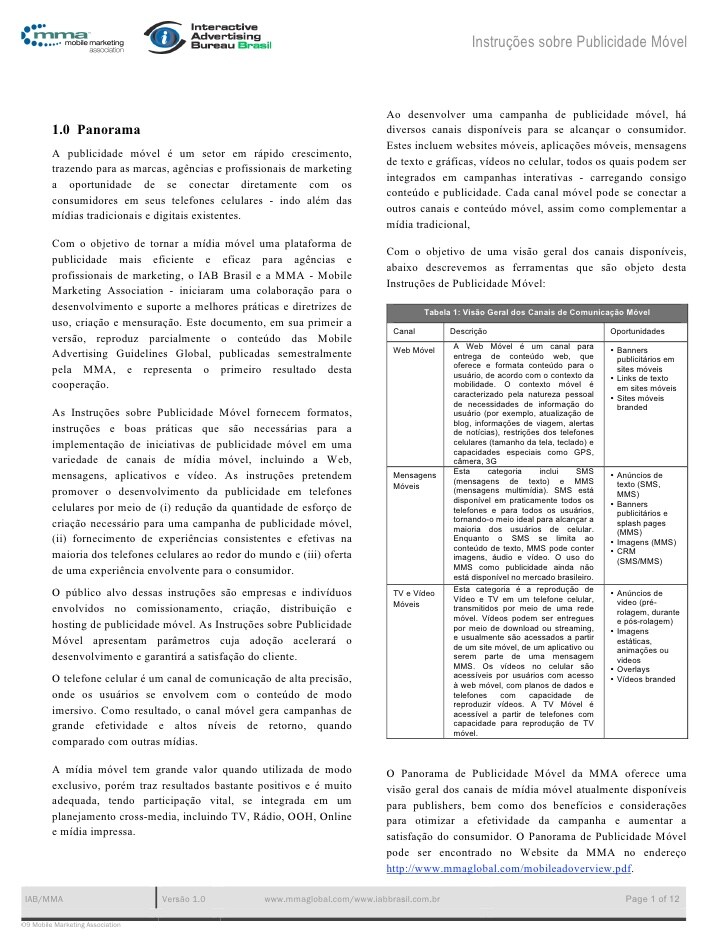 mma
mobile marketing
association
Interactive
Advertising
Bureau Brasil
Instruções sobre Publicidade Móvel
1.0 Panorama
A publicidade móvel é um setor em rápido crescimento,
trazendo para as marcas, agências e profissionais de marketing
a oportunidade de se conectar diretamente com os
consumidores em seus telefones celulares - indo além das
mídias tradicionais e digitais existentes.
Com o objetivo de tornar a mídia móvel uma plataforma de
publicidade mais eficiente e eficaz para agências e
profissionais de marketing, o IAB Brasil e a MMA - Mobile
Marketing Association - iniciaram uma colaboração para o
desenvolvimento e suporte a melhores práticas e diretrizes de
uso, criação e mensuração. Este documento, em sua primeir a
versão, reproduz parcialmente o conteúdo das Mobile
Advertising Guidelines Global, publicadas semestralmente
pela MMA, e representa o primeiro resultado desta
cooperação.
As Instruções sobre Publicidade Móvel fornecem formatos,
instruções e boas práticas que são necessárias para a
implementação de iniciativas de publicidade móvel em uma
variedade de canais de mídia móvel, incluindo a Web,
mensagens, aplicativos e vídeo. As instruções pretendem
promover o desenvolvimento da publicidade em telefones
celulares por meio de (i) redução da quantidade de esforço de
criação necessário para uma campanha de publicidade móvel,
(ii) fornecimento de experiências consistentes e efetivas na
maioria dos telefones celulares ao redor do mundo e (iii) oferta
de uma experiência envolvente para o consumidor.
O público alvo dessas instruções são empresas e indivíduos
envolvidos no comissionamento, criação, distribuição e
hosting de publicidade móvel. As Instruções sobre Publicidade
Móvel apresentam parâmetros cuja adoção acelerará o
desenvolvimento e garantirá a satisfação do cliente.
O telefone celular é um canal de comunicação de alta precisão,
onde os usuários se envolvem com o conteúdo de modo
imersivo. Como resultado, o canal móvel gera campanhas de
grande efetividade e altos níveis de retorno, quando
comparado com outras mídias.
A mídia móvel tem grande valor quando utilizada de modo
exclusivo, porém traz resultados bastante positivos e é muito
adequada, tendo participação vital, se integrada em um
planejamento cross-media, incluindo TV, Rádio, OOH, Online
e mídia impressa.
Ao desenvolver uma campanha de publicidade móvel, há
diversos canais disponíveis para se alcançar o consumidor.
Estes incluem websites móveis, aplicações móveis, mensagens
de texto e gráficas, vídeos no celular, todos os quais podem ser
integrados em campanhas interativas - carregando consigo
conteúdo e publicidade. Cada canal móvel pode se conectar a
outros canais e conteúdo móvel, assim como complementar a
mídia tradicional,
Com o objetivo de uma visão geral dos canais disponíveis,
abaixo descrevemos as ferramentas que são objeto desta
Instruções de Publicidade Móvel:
Tabela 1: Visão Geral dos Canais de Comunicação Móvel
Canal Descrição Oportunidades
Web Móvel
A Web Móvel é um canal para
entrega de conteúdo web, que
oferece e formata conteúdo para o
usuário, de acordo com o contexto da
mobilidade. O contexto móvel é
caracterizado pela natureza pessoal
de necessidades de informação do
usuário (por exemplo, atualização de
blog, informações de viagem, alertas
de notícias), restrições dos telefones
celulares (tamanho da tela, teclado) e
capacidades especiais como GPS,
câmera, 3G
• Banners
publicitários em
sites móveis
• Links de texto
em sites móveis
• Sites móveis
branded
Mensagens
Móveis
Esta categoria inclui SMS
(mensagens de texto) e MMS
(mensagens multimídia). SMS está
disponível em praticamente todos os
telefones e para todos os usuários,
tornando-o meio ideal para alcançar a
maioria dos usuários de celular.
Enquanto o SMS se limita ao
conteúdo de texto, MMS pode conter
imagens, áudio e vídeo. O uso do
MMS como publicidade ainda não
está disponível no mercado brasileiro.
• Anúncios de
texto (SMS,
MMS)
• Banners
publicitários e
splash pages
(MMS)
• Imagens (MMS)
• CRM
(SMS/MMS)
TV e Vídeo
Móveis
Esta categoria é a reprodução de
Vídeo e TV em um telefone celular,
transmitidos por meio de uma rede
móvel. Vídeos podem ser entregues
por meio de download ou streaming,
e usualmente são acessados a partir
de um site móvel, de um aplicativo ou
serem parte de uma mensagem
MMS. Os vídeos no celular são
acessíveis por usuários com acesso
à web móvel, com planos de dados e
telefones com capacidade de
reproduzir vídeos. A TV Móvel é
acessível a partir de telefones com
capacidade para reprodução de TV
móvel.
• Anúncios de
video (pré-
rolagem, durante
e pós-rolagem)
• Imagens
estáticas,
animações ou
videos
• Overlays
• Vídeos branded
O Panorama de Publicidade Móvel da MMA oferece uma
visão geral dos canais de mídia móvel atualmente disponíveis
para publishers, bem como dos benefícios e considerações
para otimizar a efetividade da campanha e aumentar a
satisfação do consumidor. O Panorama de Publicidade Móvel
pode ser encontrado no Website da MMA no endereço
http://www.mmaglobal.com/mobileadoverview.pdf.
IAB/MMA Versão 1.0 www.mmaglobal.com/www.iabbrasil.com.br Page 1 of 12
©9 Mobile Marketing Association